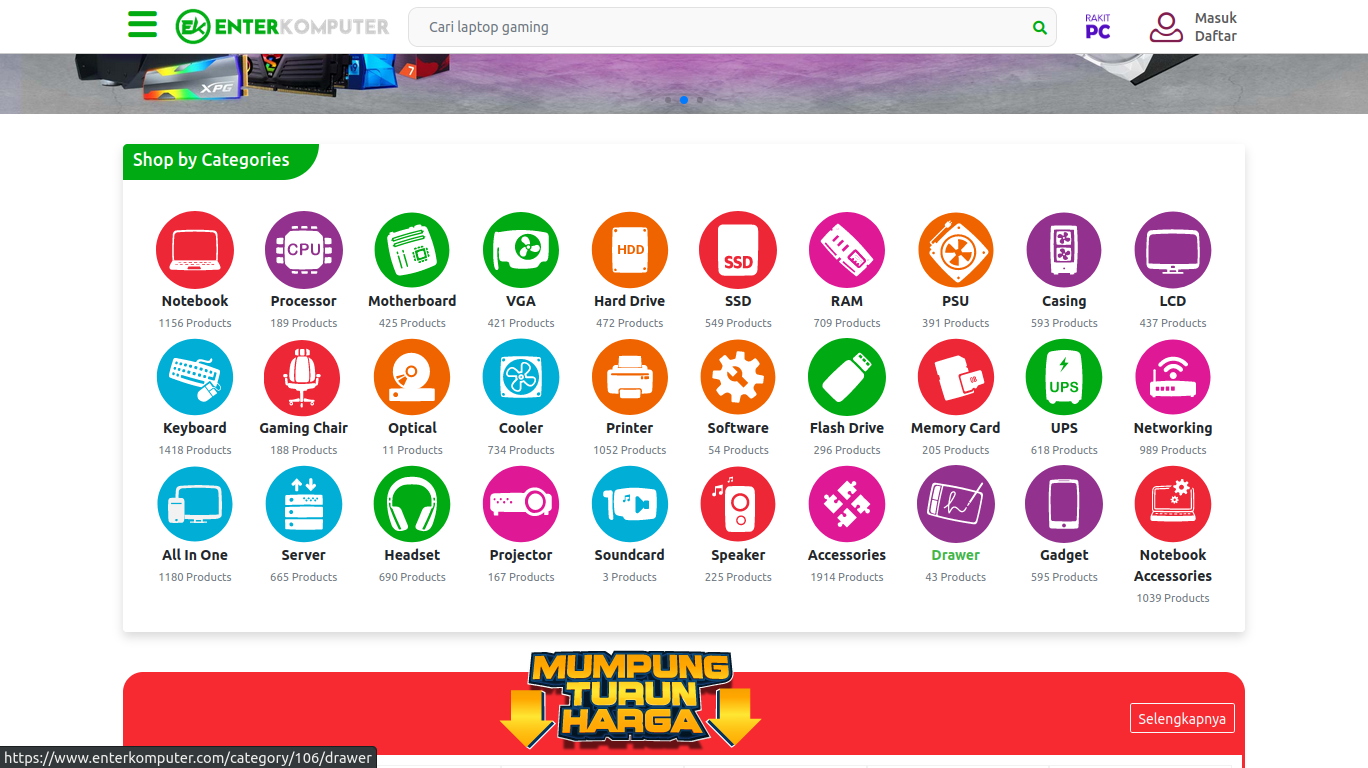 EK ENTERKOMPUTER
Cari laptop gaming
RAKIT
PC
Masuk
Daftar
XPG
7
Shop by Categories
CPU
HDD
SSD
Notebook
Processor
Motherboard
VGA
Hard Drive
SSD
RAM
PSU
Casing
LCD
1156 Products
189 Products
425 Products
421 Products
472 Products
549 Products
709 Products
391 Products
593 Products
437 Products
UPS
Keyboard
Gaming Chair
Optical
Cooler
Printer
Software
Flash Drive
Memory Card
UPS
Networking
1418 Products
188 Products
11 Products
734 Products
1052 Products
54 Products
296 Products
205 Products
618 Products
989 Products
All In One
Server
Headset
Projector
Soundcard
Speaker
Accessories
Drawer
Gadget
Notebook
Accessories
1180 Products
665 Products
690 Products
167 Products
3 Products
225 Products
1914 Products
43 Products
595 Products
1039 Products
MUMPUNG
TURUN
HARGA
Selengkapnya
https://www.enterkomputer.com/category/106/drawer